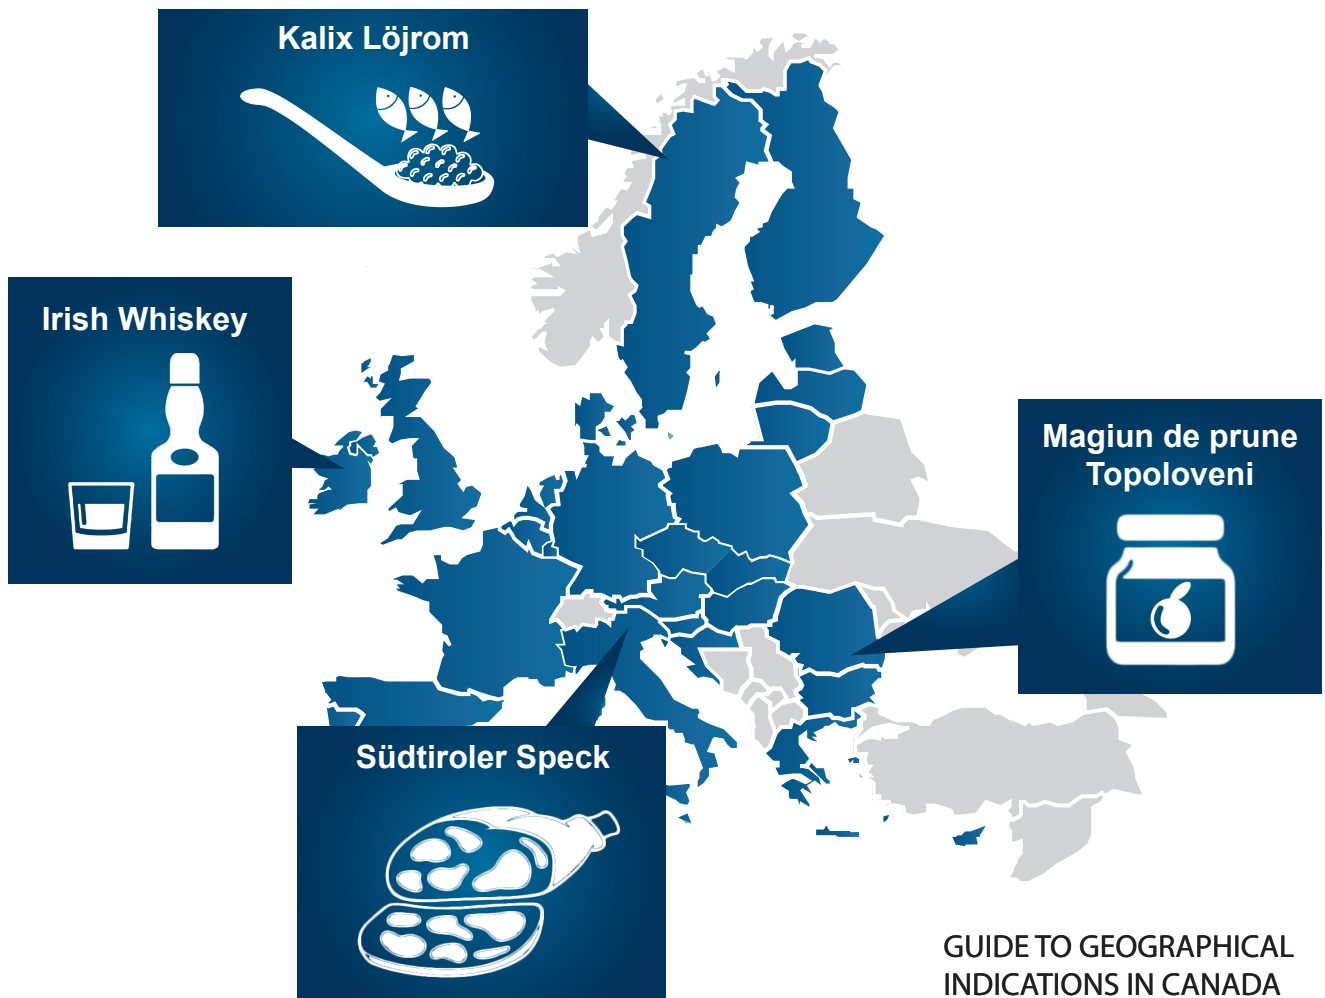 Kalix Löjrom
Irish Whiskey
Magiun de prune
Topoloveni
Südtiroler Speck
GUIDE TO GEOGRAPHICAL
INDICATIONS IN CANADA